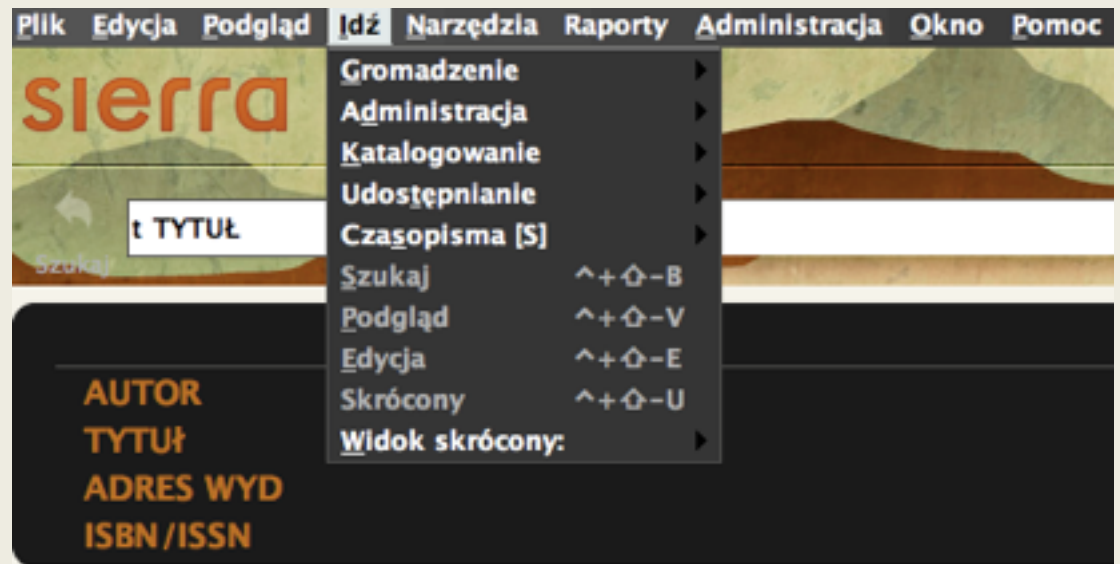 Plik Edycja Podgląd Idź Narzędzia Raporty Administracja Okno Pomoc
sierra
Gromadzenie
Administracja
Katalogowanie
Udostępnianie
Czasopisma [S]
Szukaj ^+⇧-B
Podgląd ^+⇧-V
Edycja ^+⇧-E
Skrócony ^+⇧-U
Widok skrócony:
t TYTUŁ
Szukaj
AUTOR
TYTUł
ADRES WYD
ISBN/ISSN